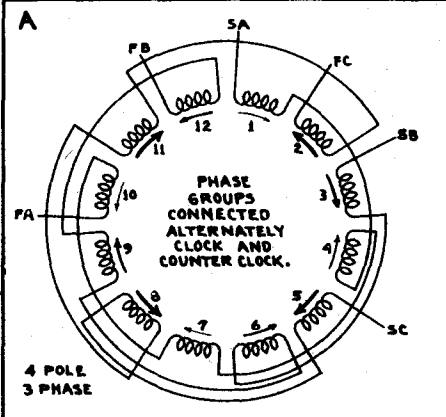 A
SA
FB
FC
12
1
11
2
SB
10
3
PHASE
GROUPS
CONNECTED
ALTERNATELY
CLOCK AND
COUNTER CLOCK.
FA
9
4
8
5
7
6
SC
4 POLE
3 PHASE